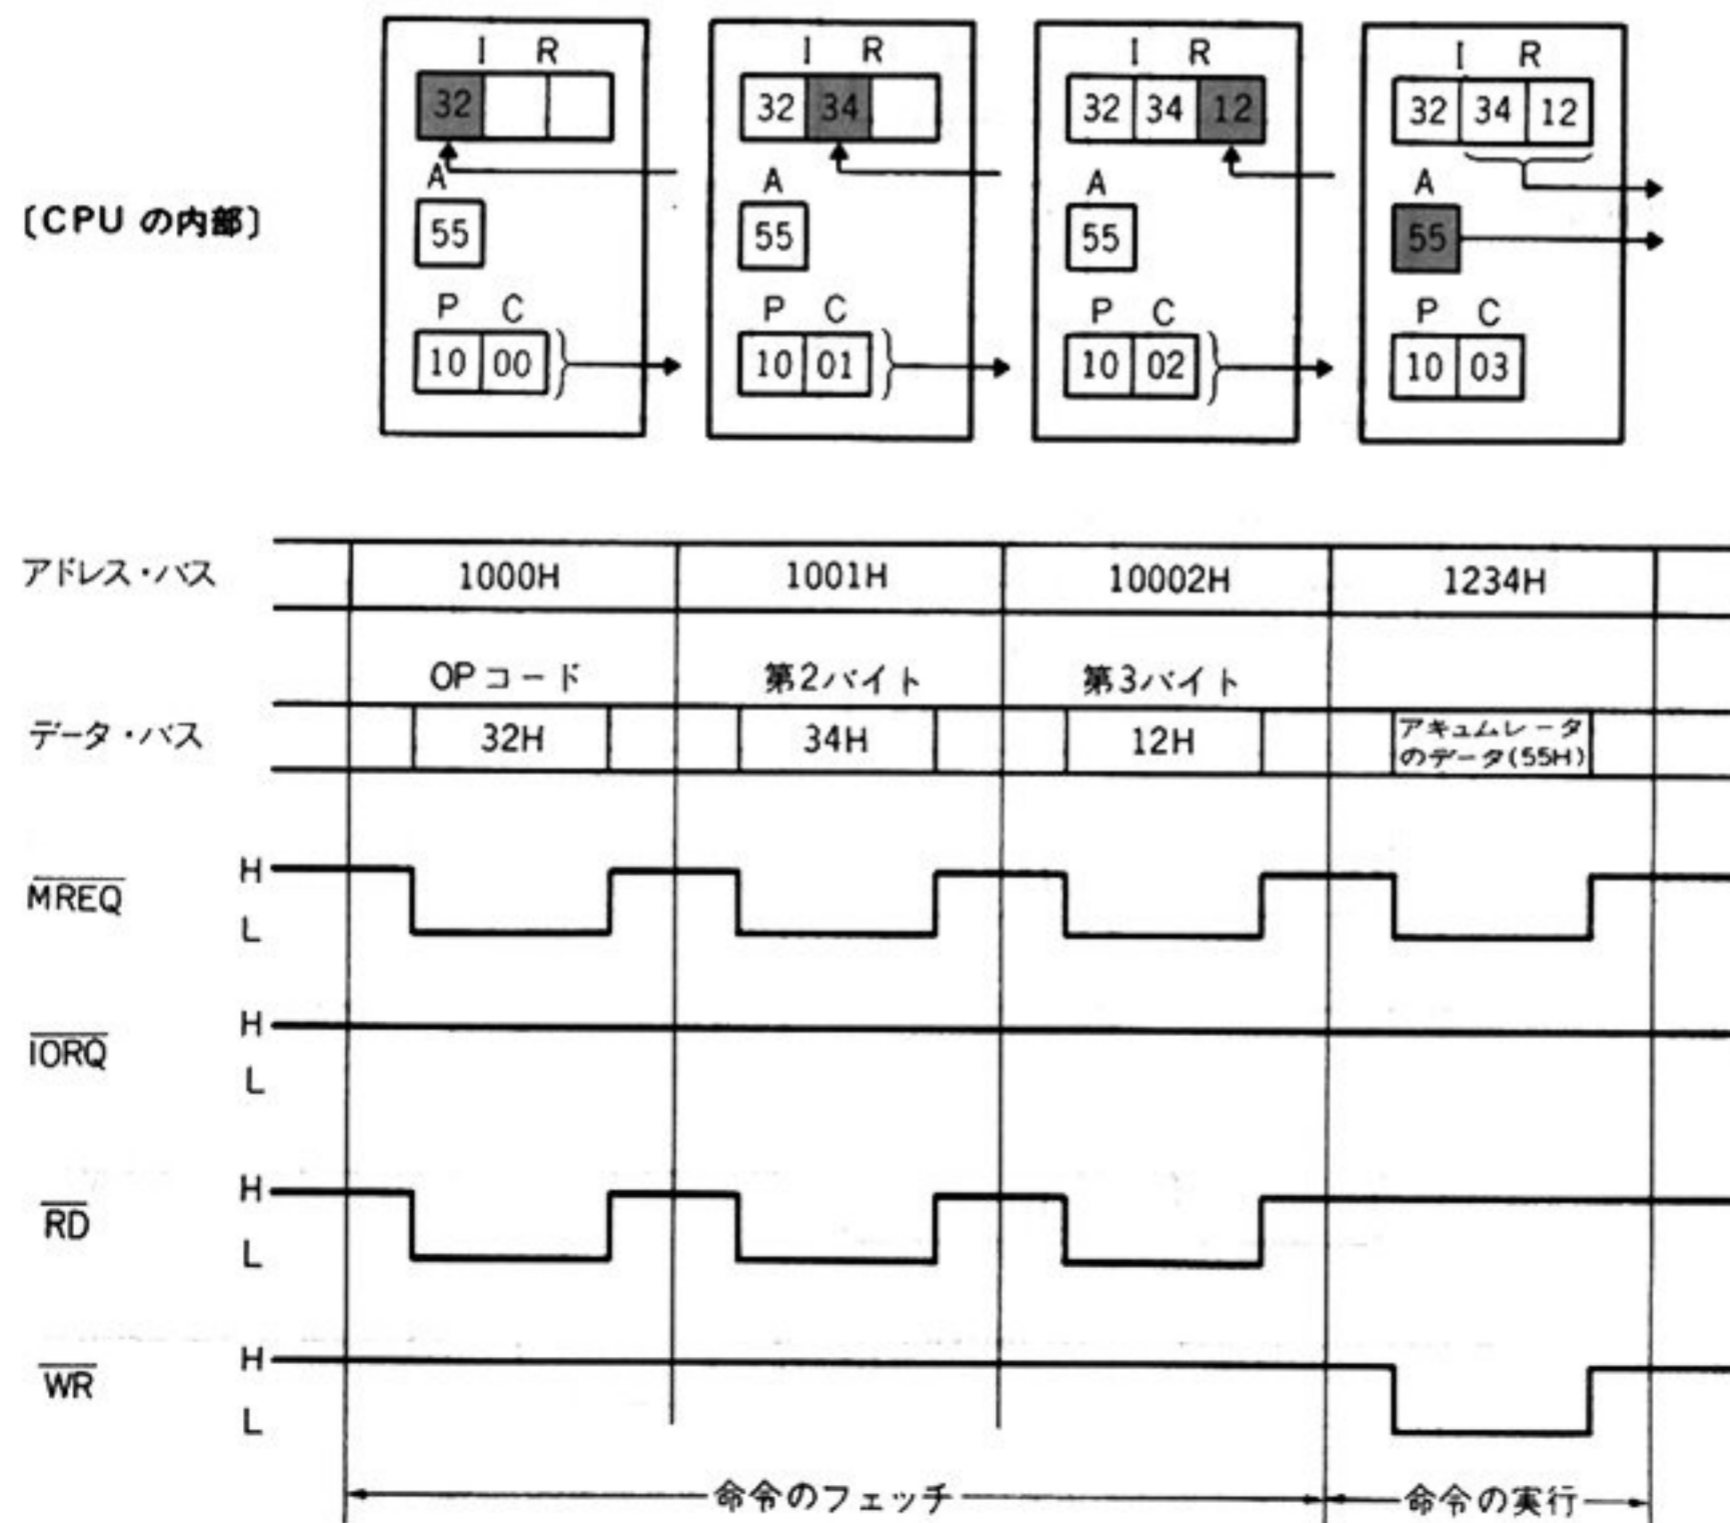 I R
32
A
55
P C
10 00
I R
32 34
A
55
P C
10 01
I R
32 34 12
A
55
P C
10 02
I R
32 34 12
A
55
P C
10 03
〔CPU の内部〕
アドレス・バス 1000H 1001H 10002H 1234H
OPコード 第2バイト 第3バイト
データ・バス 32H 34H 12H
アキュムレータ
のデータ(55H)
MREQ H
L
IORQ H
L
RD H
L
WR H
L
命令のフェッチ 命令の実行